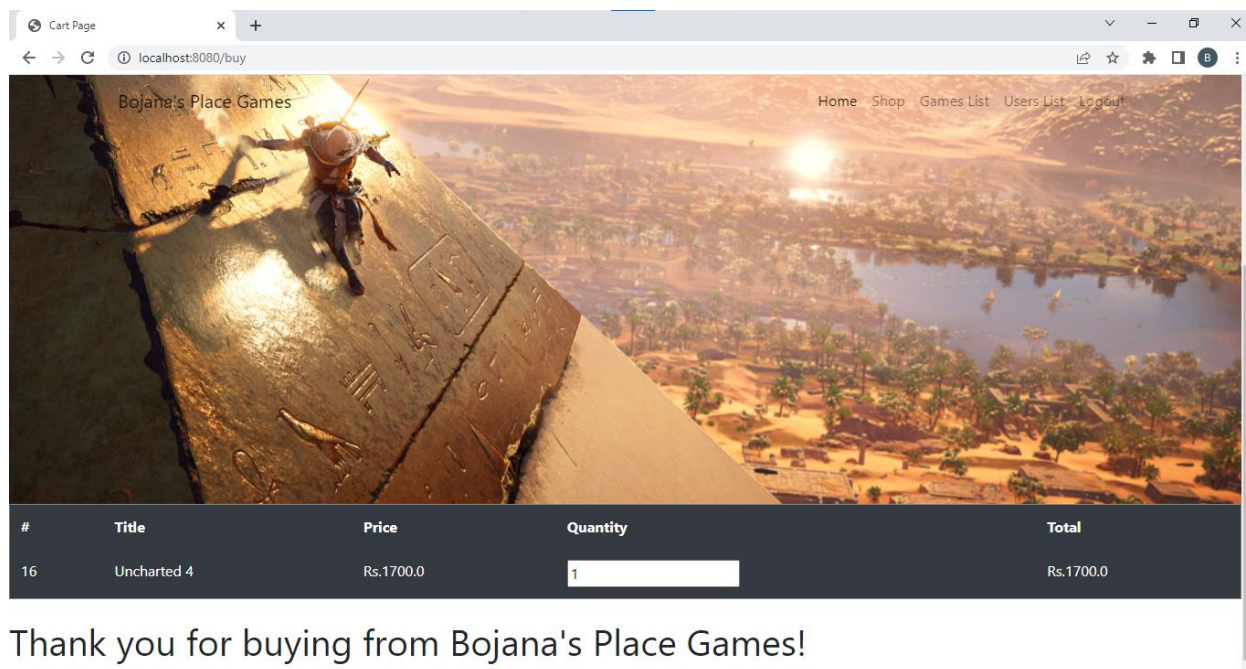 Cart Page
localhost:8080/buy
B
Bojana's Place Games
Home Shop Games List Users List Logout
# Title Price Quantity Total
16 Uncharted 4 Rs.1700.0 1 Rs.1700.0
Thank you for buying from Bojana's Place Games!